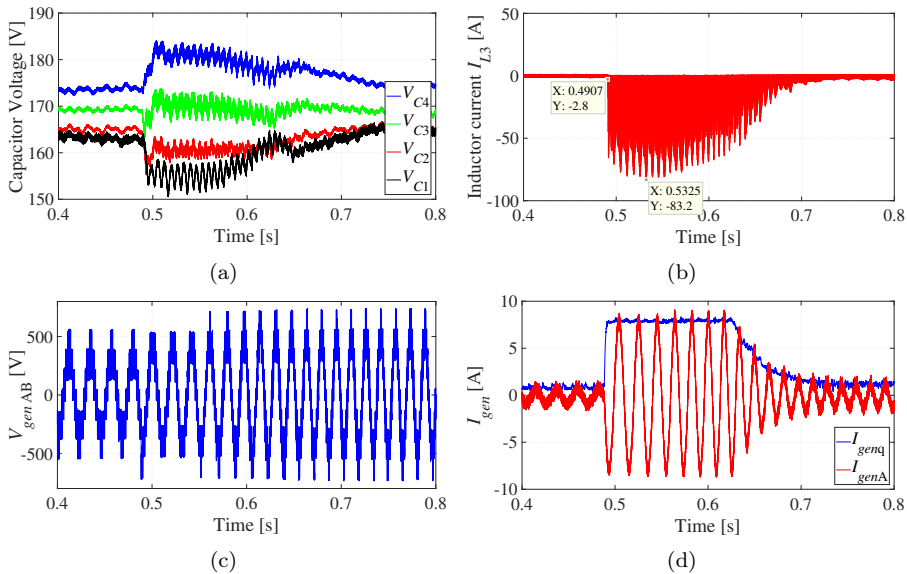 190
180
170
160
150
0.4 0.5 0.6 0.7 0.8
Capacitor Voltage [V]
Time [s]
V_C4
V_C3
V_C2
V_C1
(a)
50
0
-50
-100
0.4 0.5 0.6 0.7 0.8
Inductor current I_L3 [A]
Time [s]
X: 0.4907
Y: -2.8
X: 0.5325
Y: -83.2
(b)
500
0
-500
0.4 0.5 0.6 0.7 0.8
V_gen AB [V]
Time [s]
(c)
10
5
0
-5
-10
0.4 0.5 0.6 0.7 0.8
I_gen [A]
Time [s]
I_genq
I_genA
(d)